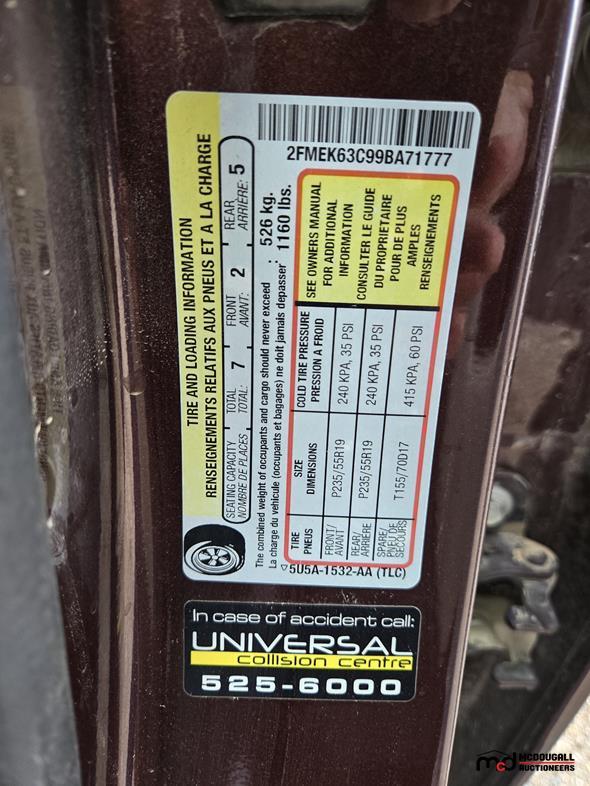 2FMEK63C99BA71777
TIRE AND LOADING INFORMATION
RENSEIGNEMENTS RELATIFS AUX PNEUS ET A LA CHARGE
SEATING CAPACITY TOTAL 7 FRONT 2 REAR 5
NOMBRE DE PLACES TOTAL: AVANT: ARRIÈRE:
The combined weight of occupants and cargo should never exceed : 526 kg.
La charge du véhicule (occupants et bagages) ne doit jamais depasser : 1160 lbs.
TIRE SIZE COLD TIRE PRESSURE
PNEUS DIMENSIONS PRESSION A FROID
FRONT/
AVANT P235/55R19 240 KPA, 35 PSI
REAR/
ARRIÈRE P235/55R19 240 KPA, 35 PSI
SPARE/
PNEU DE
SECOURS T155/70D17 415 KPA, 60 PSI
SEE OWNERS MANUAL
FOR ADDITIONAL
INFORMATION
CONSULTER LE GUIDE
DU PROPRIETAIRE
POUR DE PLUS
AMPLES
RENSEIGNEMENTS
5U5A-1532-AA (TLC)
In case of accident call:
UNIVERSAL
collision centre
525-6000
mcd MCDOUGALL
AUCTIONEERS